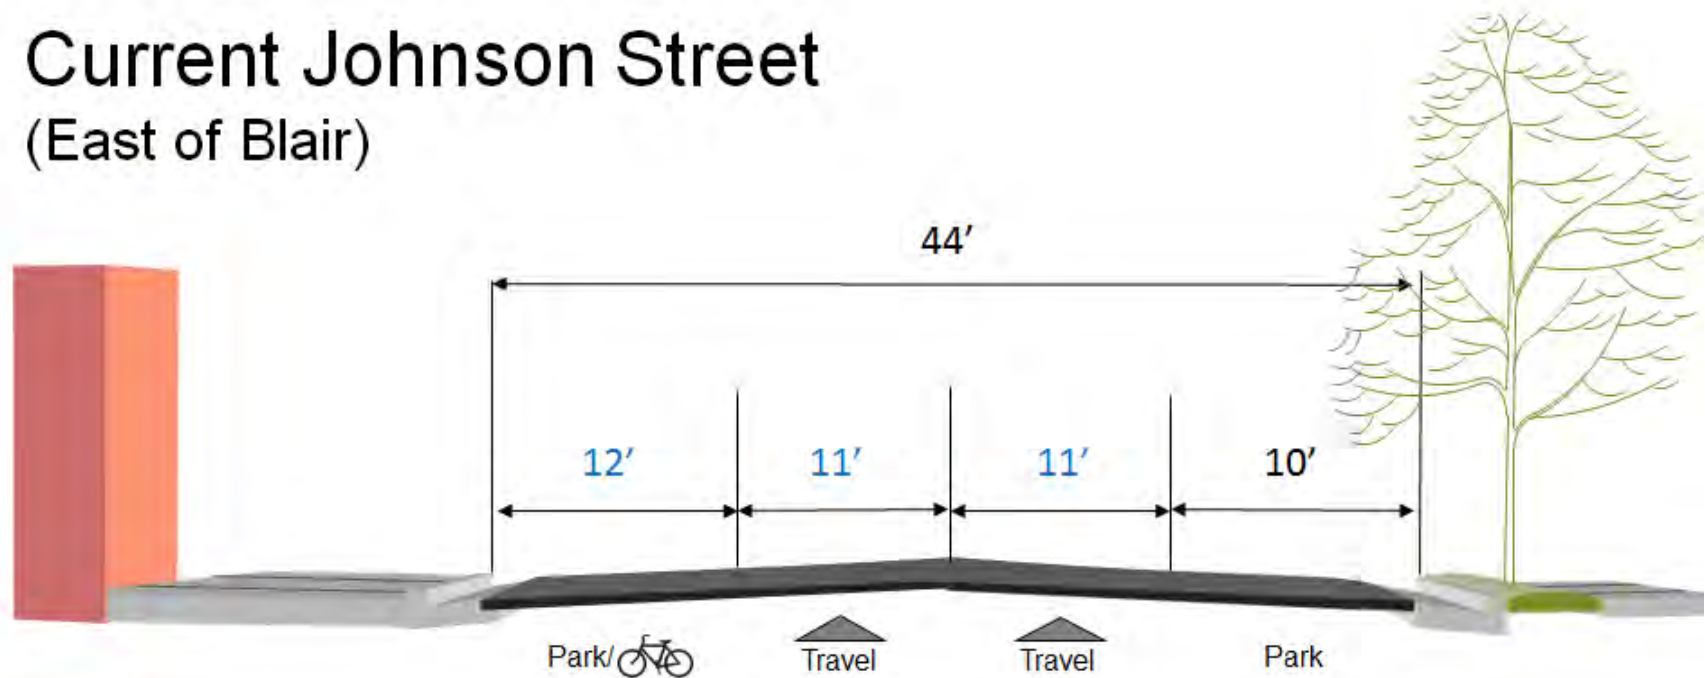 Current Johnson Street
(East of Blair)
44’
12’ 11’ 11’ 10’
Park/ Travel Travel Park